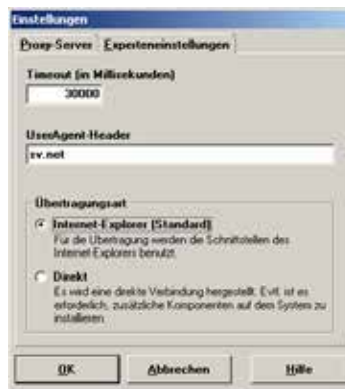 Einstellungen
Proxy-Server Experteneinstellungen
Timeout (in Millisekunden)
30000
UserAgent-Header
sv.net
Übertragungsart
Internet-Explorer (Standard)
Für die Übertragung werden die Schnittstellen des
Internet-Explorers benutzt.
Direkt
Es wird eine direkte Verbindung hergestellt. Evtl. ist es
erforderlich, zusätzliche Komponenten auf dem System zu
installieren.
OK Abbrechen Hilfe